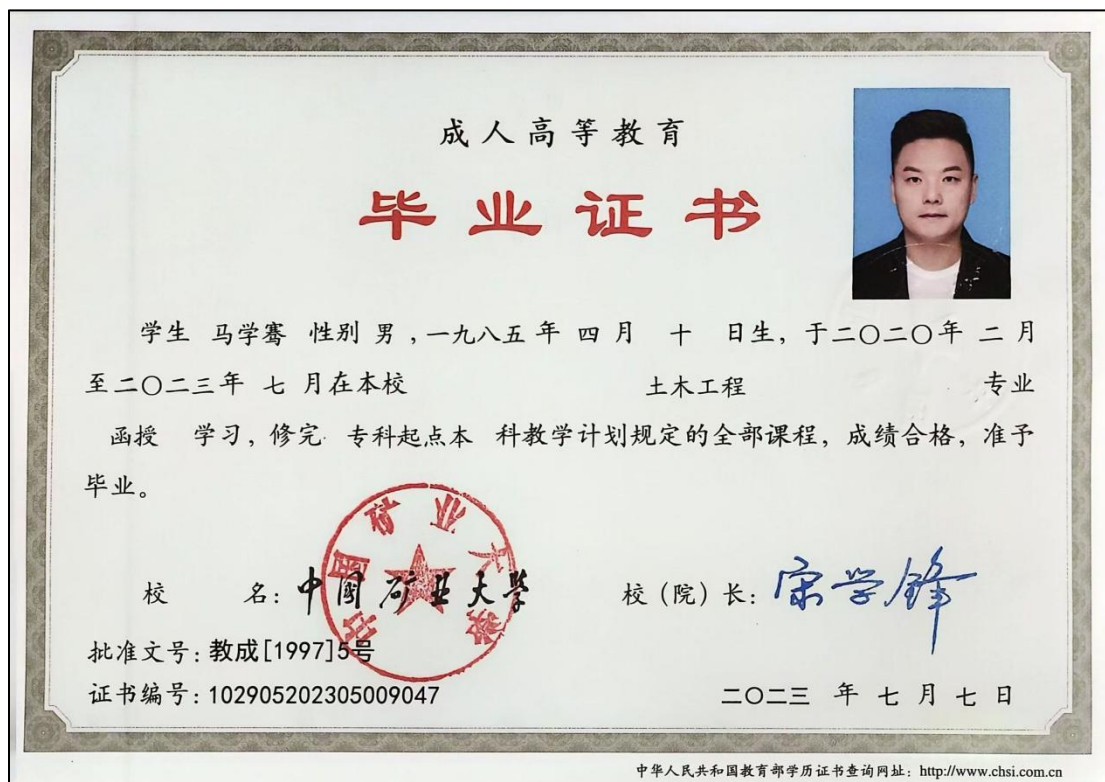 成人高等教育
毕业证书
学生 马学骞 性别 男，一九八五年 四月 十 日生，于二〇二〇年 二月
至二〇二三年 七月在本校 土木工程 专业
函授 学习，修完 专科起点本 科教学计划规定的全部课程，成绩合格，准予
毕业。
中国矿业大学
校 名：中国矿业大学 校（院）长：宋学锋
批准文号：教成[1997]5号
证书编号：102905202305009047 二〇二三 年 七 月 七 日
中华人民共和国教育部学历证书查询网址：http://www.chsi.com.cn